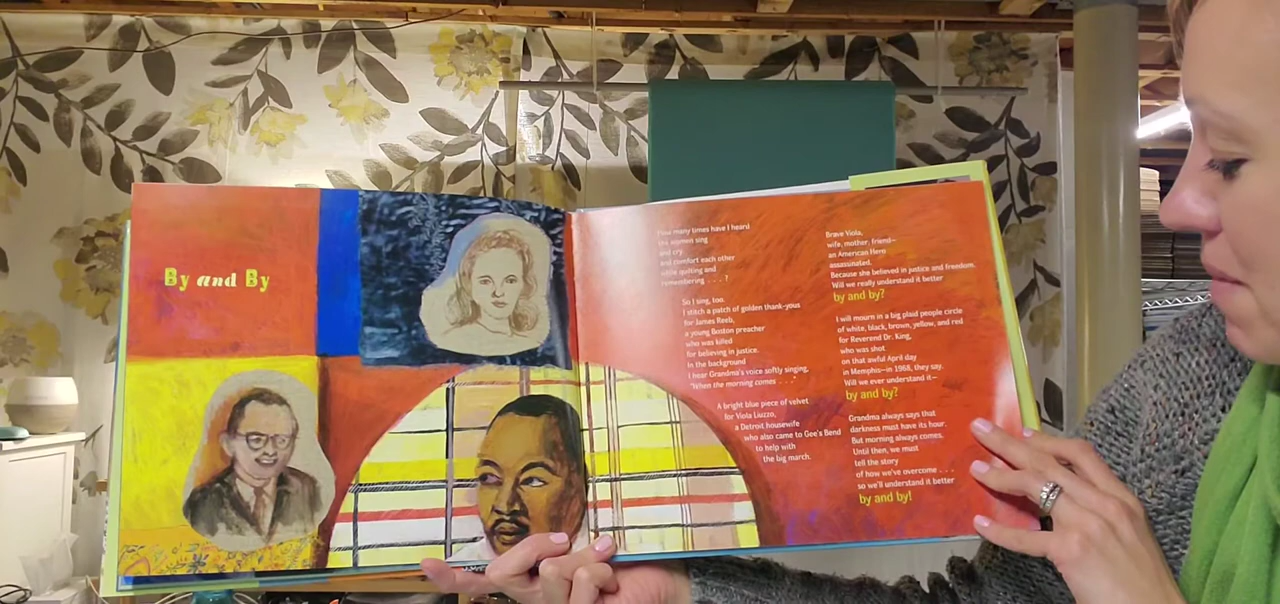 By and By
How many times have I heard
the women sing
and cry
and comfort each other
while quilting and
remembering . . . ?
So I sing, too.
I stitch a patch of golden thank-yous
for James Reeb,
a young Boston preacher
who was killed
for believing in justice.
In the background
I hear Grandma's voice softly singing,
"When the morning comes . . . ."
A bright blue piece of velvet
for Viola Liuzzo,
a Detroit housewife
who also came to Gee's Bend
to help with
the big march.
Brave Viola,
wife, mother, friend—
an American Hero
assassinated.
Because she believed in justice and freedom.
Will we really understand it better
by and by?
I will mourn in a big plaid people circle
of white, black, brown, yellow, and red
for Reverend Dr. King,
who was shot
on that awful April day
in Memphis—in 1968, they say.
Will we ever understand it—
by and by?
Grandma always says that
darkness must have its hour.
But morning always comes.
Until then, we must
tell the story
of how we've overcome . . .
so we'll understand it better
by and by!